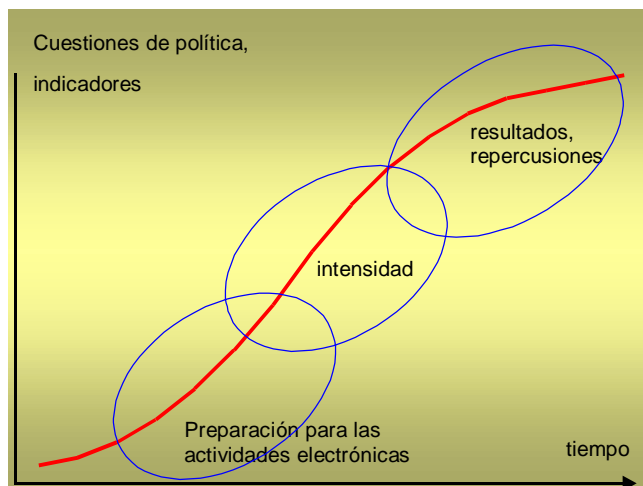 Cuestiones de política,
indicadores
resultados,
repercusiones
intensidad
Preparación para las
actividades electrónicas
tiempo